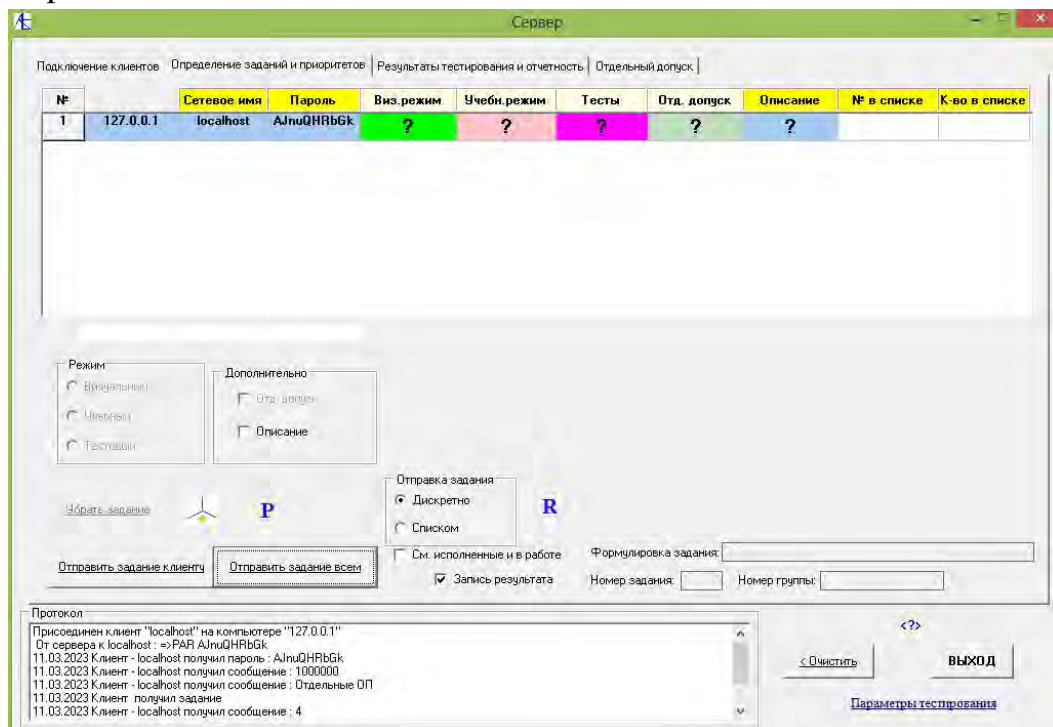 Сервер
Подключение клиентов Определение заданий и приоритетов Результаты тестирования и отчетность Отдельный допуск
№ Сетевое имя Пароль Виз.режим Учебн.режим Тесты Отд. допуск Описание № в списке К-во в списке
1 127.0.0.1 localhost AJnuQHRbGk ? ? ? ? ?
Режим
Визуальный
Учебный
Тестовый
Дополнительно
Отд. допуск
Описание
Отправка задания
Дискретно
Списком
Убрать задание P R
См. исполненные и в работе Формулировка задания:
Отправить задание клиенту Отправить задание всем
Запись результата Номер задания: Номер группы:
Протокол
Присоединен клиент "localhost" на компьютере "127.0.0.1"
От сервера к localhost : =>PAR AJnuQHRbGk
11.03.2023 Клиент - localhost получил пароль : AJnuQHRbGk
11.03.2023 Клиент - localhost получил сообщение : 1000000
11.03.2023 Клиент - localhost получил сообщение : Отдельные ОП
11.03.2023 Клиент получил задание
11.03.2023 Клиент - localhost получил сообщение : 4
<?>
< Очистить ВЫХОД
Параметры тестирования